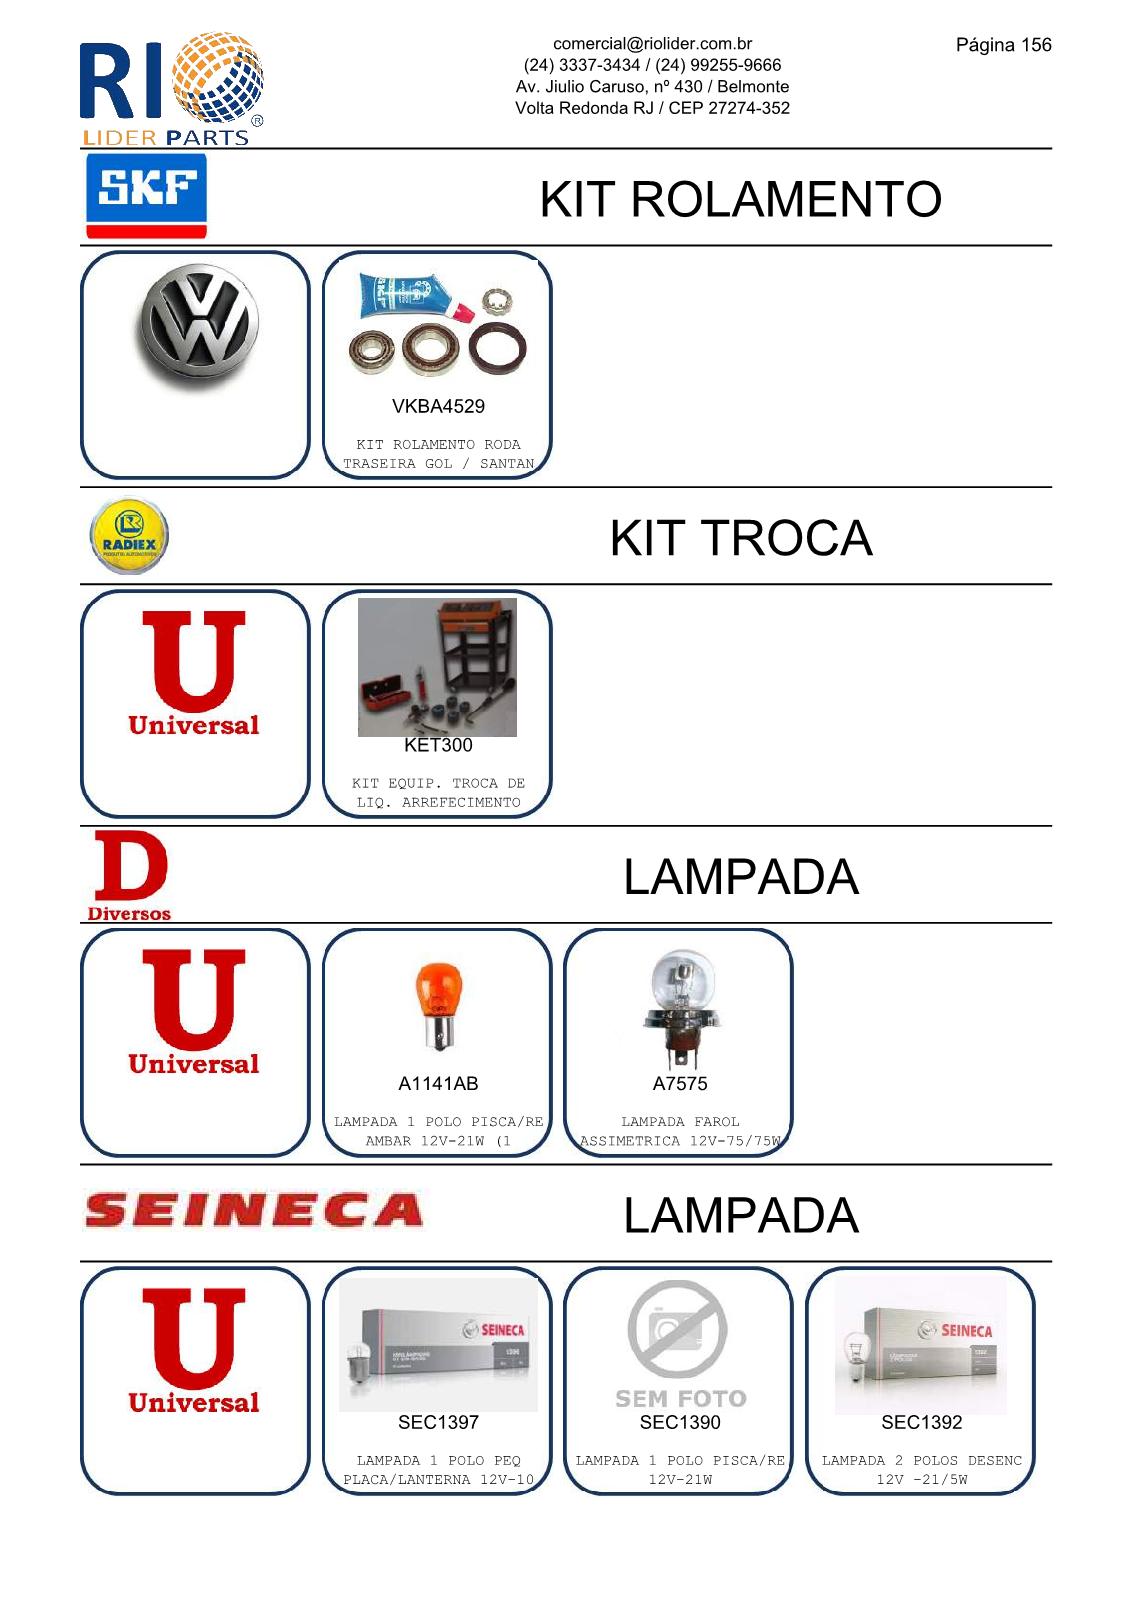 RIO
LIDER PARTS
®
comercial@riolider.com.br
(24) 3337-3434 / (24) 99255-9666
Av. Jiulio Caruso, nº 430 / Belmonte
Volta Redonda RJ / CEP 27274-352
Página 156
SKF
KIT ROLAMENTO
VKBA4529
KIT ROLAMENTO RODA
TRASEIRA GOL / SANTAN
RADIEX
KIT TROCA
U
Universal
KET300
KIT EQUIP. TROCA DE
LIQ. ARREFECIMENTO
D
Diversos
LAMPADA
U
Universal
A1141AB
LAMPADA 1 POLO PISCA/RE
AMBAR 12V-21W (1
A7575
LAMPADA FAROL
ASSIMETRICA 12V-75/75W
SEINECA
LAMPADA
U
Universal
SEINECA
SEC1397
LAMPADA 1 POLO PEQ
PLACA/LANTERNA 12V-10
SEM FOTO
SEC1390
LAMPADA 1 POLO PISCA/RE
12V-21W
SEINECA
SEC1392
LAMPADA 2 POLOS DESENC
12V -21/5W